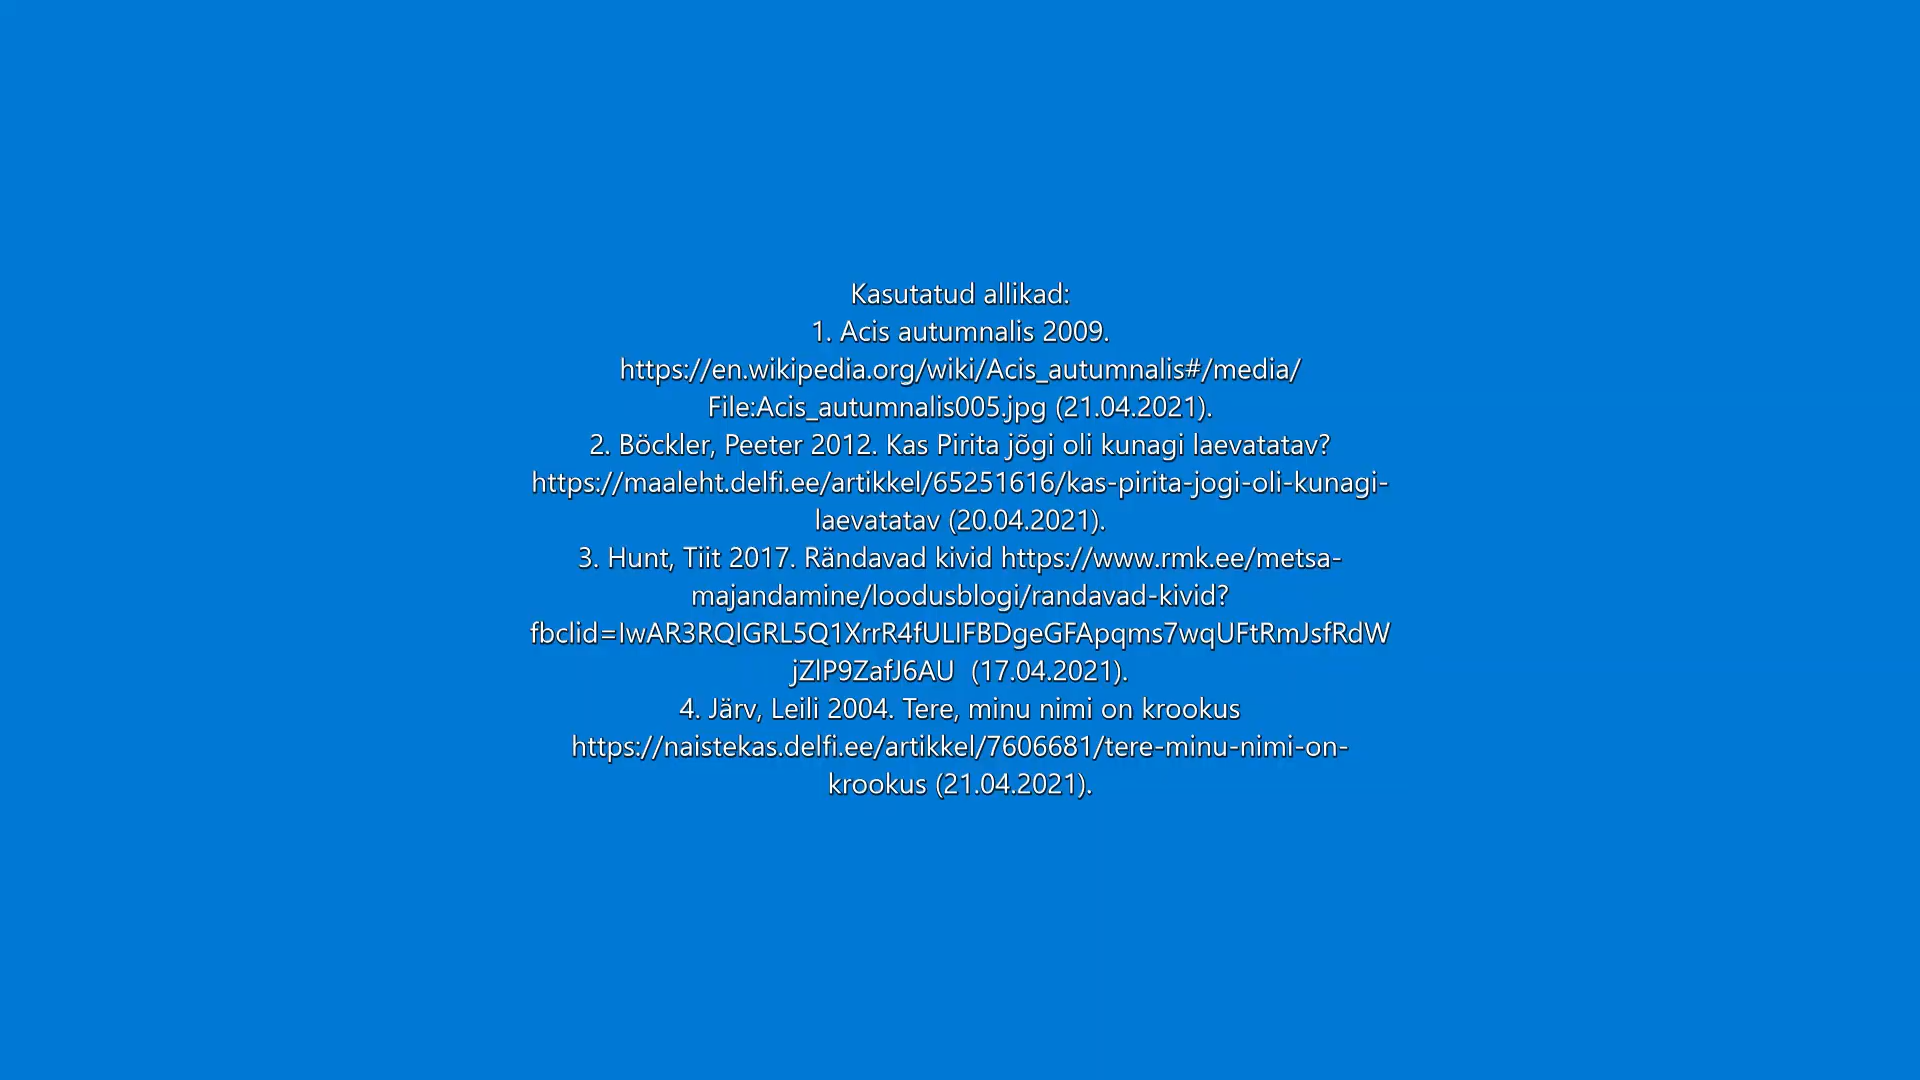 Kasutatud allikad:
1. Acis autumnalis 2009.
https://en.wikipedia.org/wiki/Acis_autumnalis#/media/
File:Acis_autumnalis005.jpg (21.04.2021).
2. Böckler, Peeter 2012. Kas Pirita jõgi oli kunagi laevatatav?
https://maaleht.delfi.ee/artikkel/65251616/kas-pirita-jogi-oli-kunagi-
laevatatav (20.04.2021).
3. Hunt, Tiit 2017. Rändavad kivid https://www.rmk.ee/metsa-
majandamine/loodusblogi/randavad-kivid?
fbclid=IwAR3RQIGRL5Q1XrrR4fULIFBDgeGFApqms7wqUFtRmJsfRdW
jZlP9ZafJ6AU  (17.04.2021).
4. Järv, Leili 2004. Tere, minu nimi on krookus
https://naistekas.delfi.ee/artikkel/7606681/tere-minu-nimi-on-
krookus (21.04.2021).